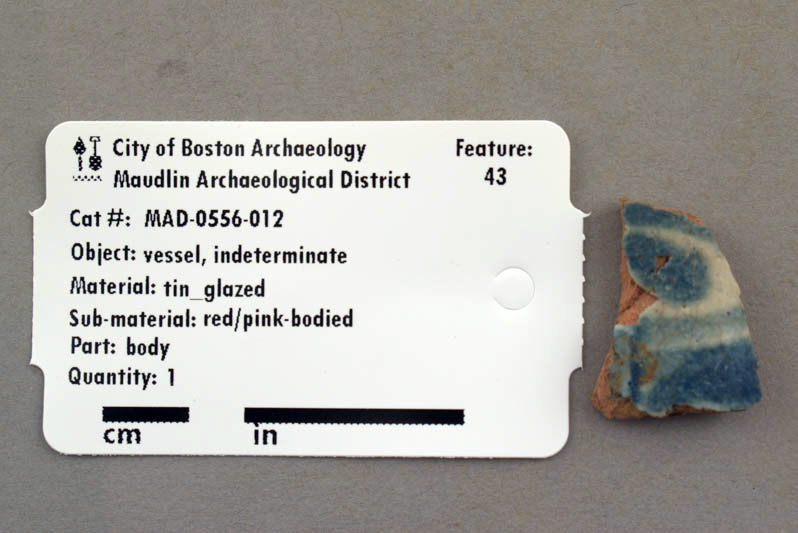 City of Boston Archaeology
Maudlin Archaeological District
Feature:
43
Cat #: MAD-0556-012
Object: vessel, indeterminate
Material: tin_glazed
Sub-material: red/pink-bodied
Part: body
Quantity: 1
cm in